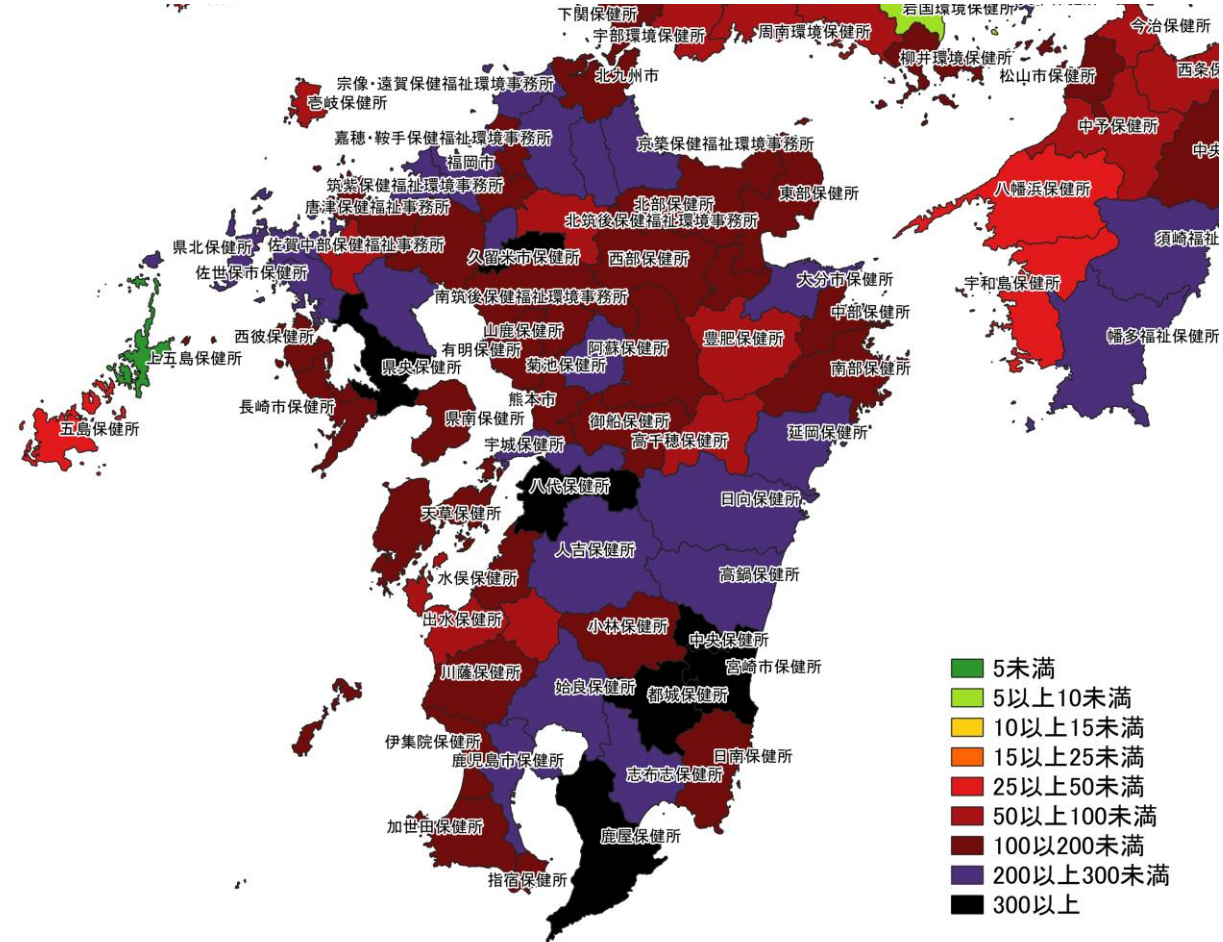 下関保健所
岩国環境保健所
宇部環境保健所
周南環境保健所
今治保健所
柳井環境保健所
松山市保健所
西条保
宗像・遠賀保健福祉環境事務所
北九州市
壱岐保健所
中予保健所
嘉穂・鞍手保健福祉環境事務所
京築保健福祉環境事務所
中央
福岡市
筑紫保健福祉環境事務所
東部保健所
八幡浜保健所
唐津保健福祉事務所
北部保健所
北筑後保健福祉環境事務所
県北保健所
佐賀中部保健福祉事務所
須崎福祉
久留米市保健所
西部保健所
佐世保市保健所
大分市保健所
宇和島保健所
南筑後保健福祉環境事務所
中部保健所
西彼保健所
山鹿保健所
豊肥保健所
幡多福祉保健所
上五島保健所
有明保健所
阿蘇保健所
県央保健所
菊池保健所
南部保健所
長崎市保健所
熊本市
五島保健所
県南保健所
御船保健所
宇城保健所
高千穂保健所
延岡保健所
八代保健所
日向保健所
天草保健所
人吉保健所
水俣保健所
高鍋保健所
出水保健所
小林保健所
中央保健所
川薩保健所
宮崎市保健所
姶良保健所
都城保健所
伊集院保健所
鹿児島市保健所
志布志保健所
日南保健所
加世田保健所
鹿屋保健所
指宿保健所
5未満
5以上10未満
10以上15未満
15以上25未満
25以上50未満
50以上100未満
100以200未満
200以上300未満
300以上